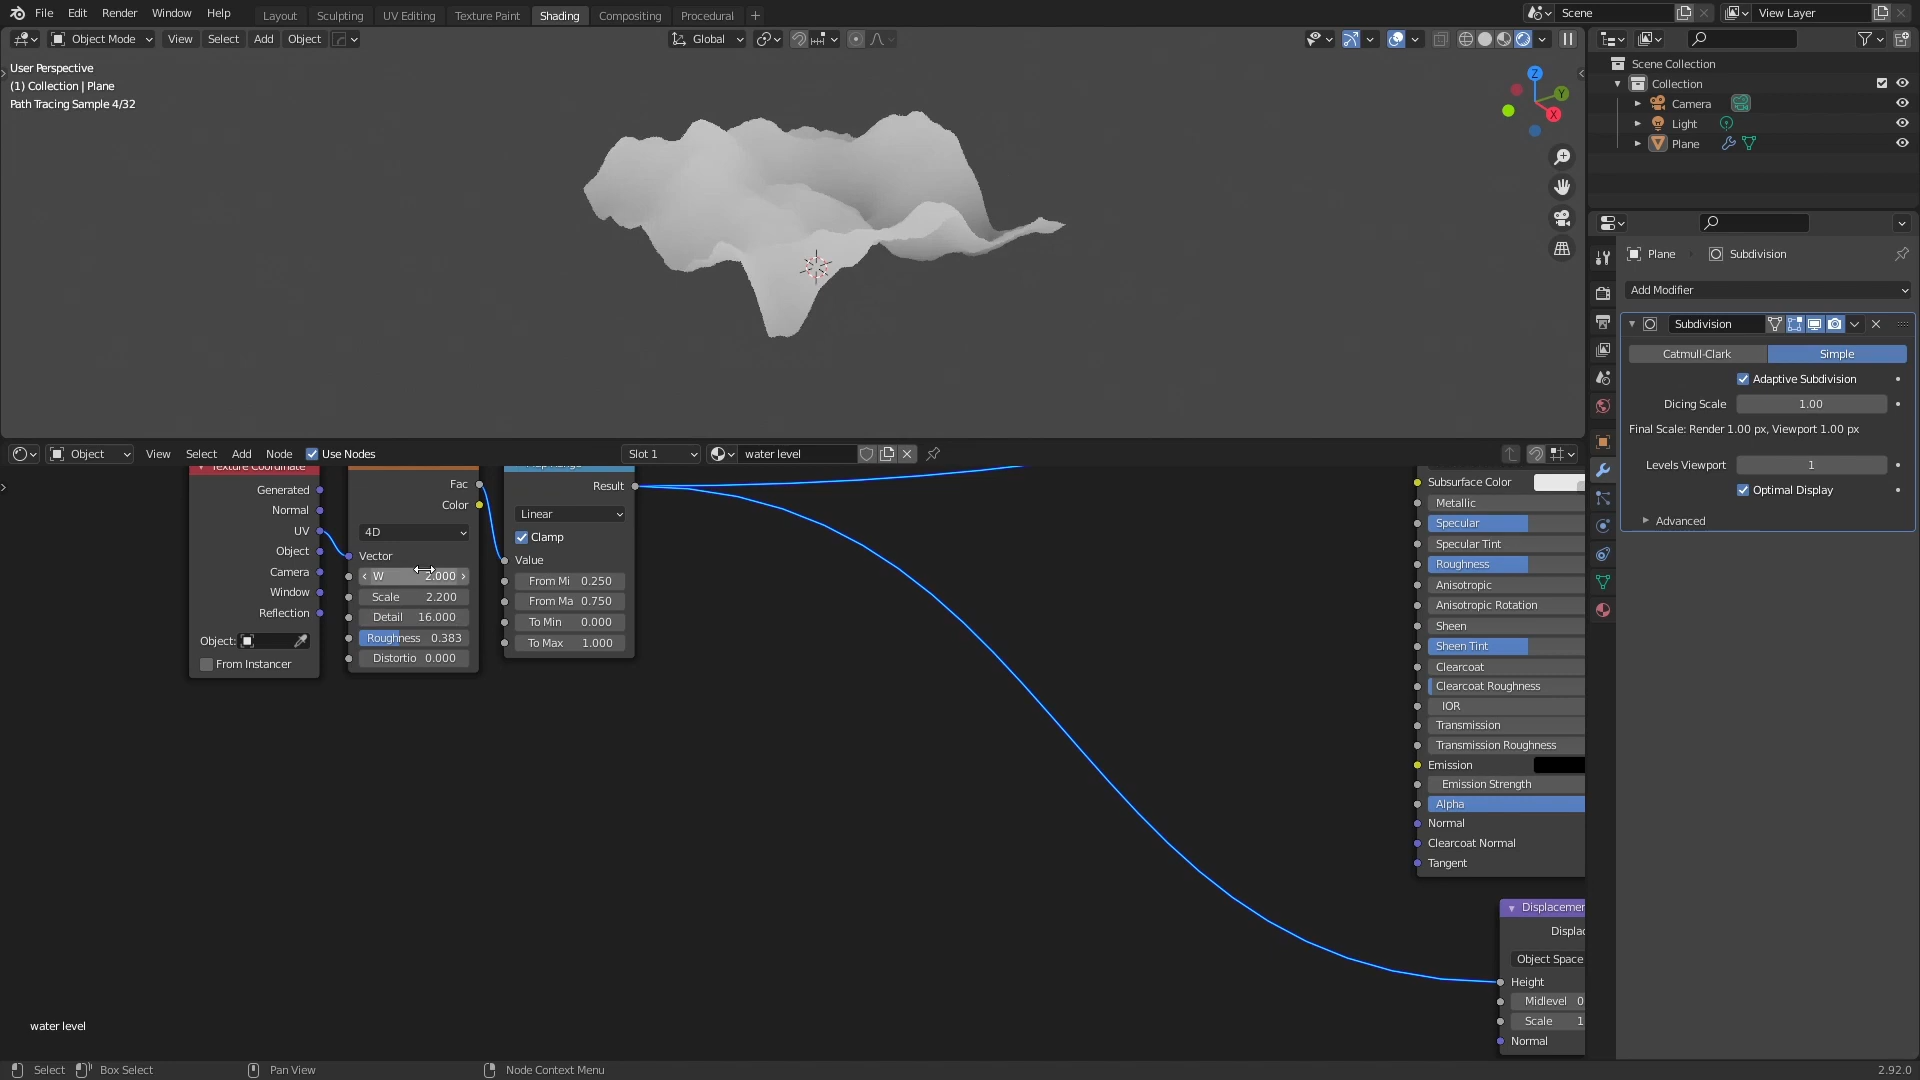 File Edit Render Window Help Layout Sculpting UV Editing Texture Paint Shading Compositing Procedural + Scene View Layer
Object Mode View Select Add Object Global
User Perspective
(1) Collection | Plane
Path Tracing Sample 4/32
Z
Y
X
Scene Collection
Collection
Camera
Light
Plane
Plane Subdivision
Add Modifier
Subdivision
Catmull-Clark Simple
Adaptive Subdivision
Dicing Scale 1.00
Final Scale: Render 1.00 px, Viewport 1.00 px
Levels Viewport 1
Optimal Display
Advanced
Object View Select Add Node Use Nodes Slot 1 water level
Texture Coordinate
Generated
Normal
UV
Object
Camera
Window
Reflection
Object:
From Instancer
Fac
Color
4D
Vector
W 2.000
Scale 2.200
Detail 16.000
Roughness 0.383
Distortio 0.000
Map Range
Result
Linear
Clamp
Value
From Mi 0.250
From Ma 0.750
To Min 0.000
To Max 1.000
Subsurface Color
Metallic
Specular
Specular Tint
Roughness
Anisotropic
Anisotropic Rotation
Sheen
Sheen Tint
Clearcoat
Clearcoat Roughness
IOR
Transmission
Transmission Roughness
Emission
Emission Strength
Alpha
Normal
Clearcoat Normal
Tangent
Displacemen
Displac
Object Space
Height
Midlevel 0
Scale 1
Normal
water level
Select Box Select Pan View Node Context Menu 2.92.0